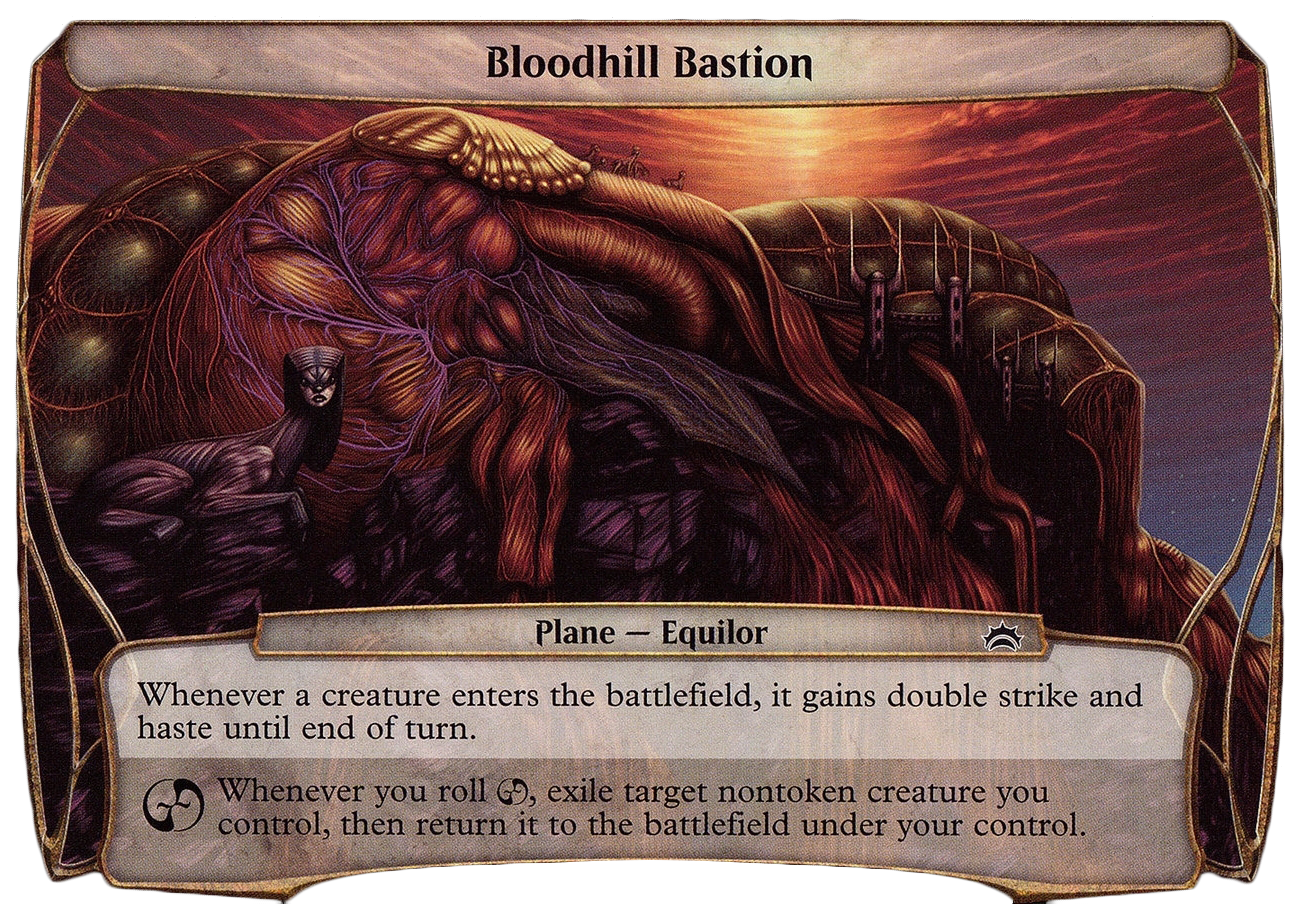 Bloodhill Bastion
Plane — Equilor
Whenever a creature enters the battlefield, it gains double strike and
haste until end of turn.
Whenever you roll , exile target nontoken creature you
control, then return it to the battlefield under your control.